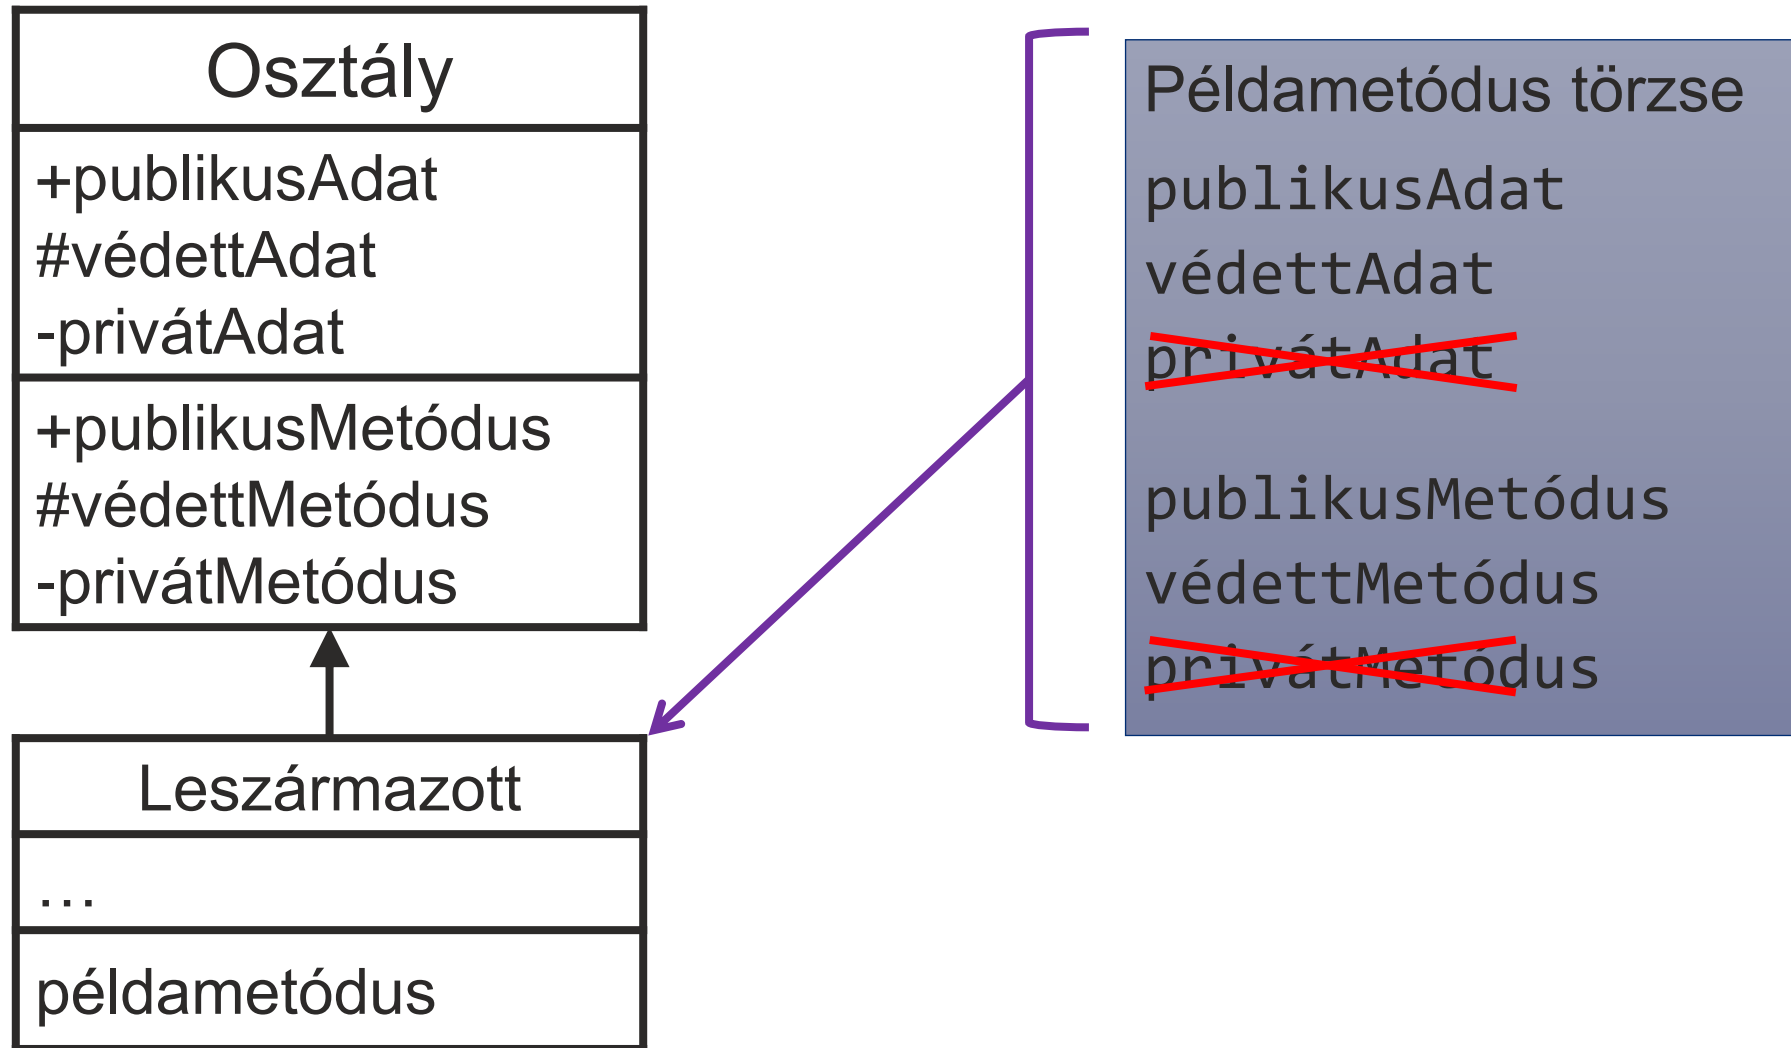 Osztály
+publikusAdat
#védettAdat
-privátAdat
+publikusMetódus
#védettMetódus
-privátMetódus
Leszármazott
…
példametódus
Példametódus törzse
publikusAdat
védettAdat
privátAdat
publikusMetódus
védettMetódus
privátMetódus